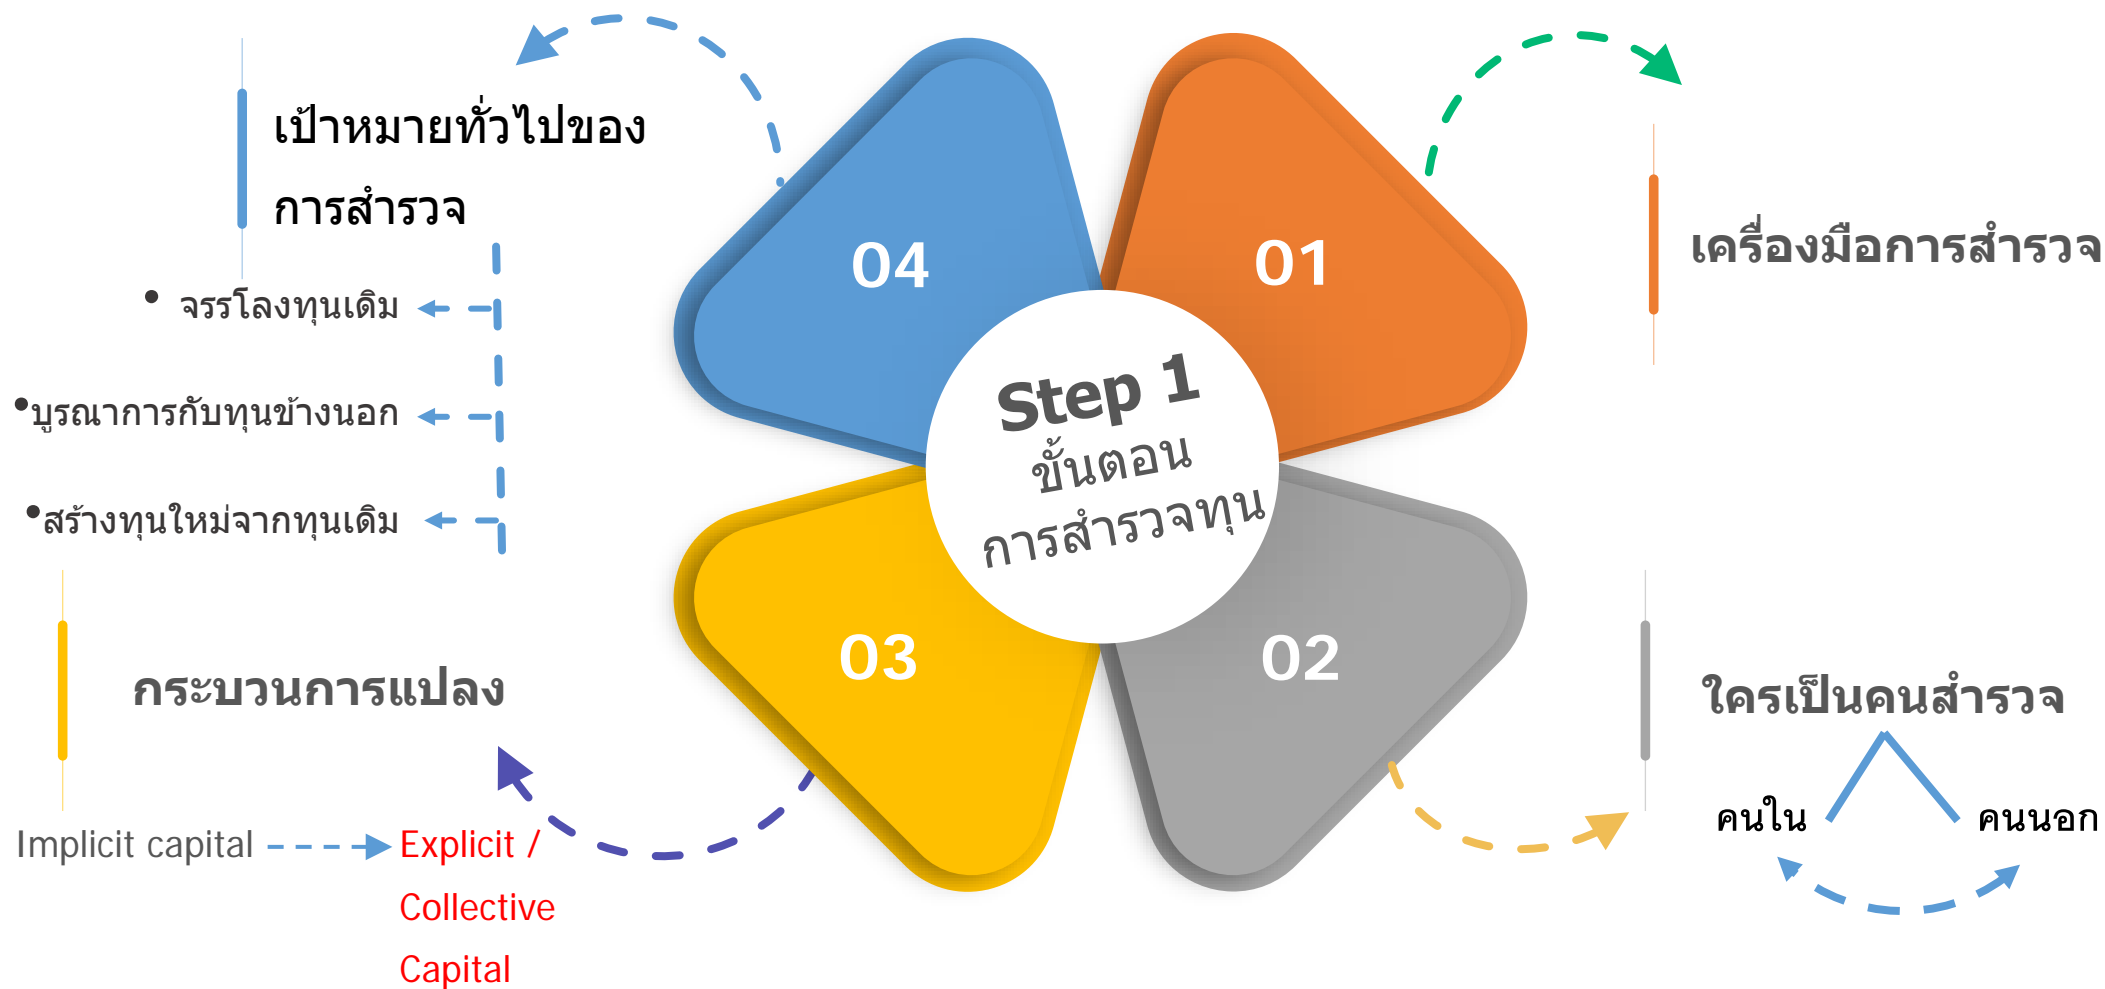 เป้าหมายทั่วไปของ
การสำรวจ
• จรรโลงทุนเดิม
•บูรณาการกับทุนข้างนอก
•สร้างทุนใหม่จากทุนเดิม
04
01
เครื่องมือการสำรวจ
Step 1
ขั้นตอน
การสำรวจทุน
03
02
กระบวนการแปลง
Implicit capital
Explicit /
Collective
Capital
ใครเป็นคนสำรวจ
คนใน
คนนอก